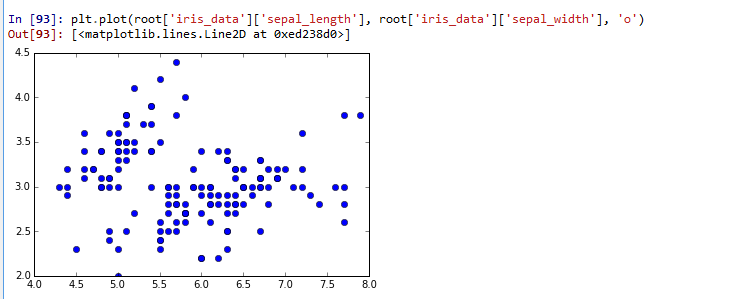 In [93]: plt.plot(root['iris_data']['sepal_length'], root['iris_data']['sepal_width'], 'o')
Out[93]: [<matplotlib.lines.Line2D at 0xed238d0>]
4.5
4.0
3.5
3.0
2.5
2.0
4.0 4.5 5.0 5.5 6.0 6.5 7.0 7.5 8.0